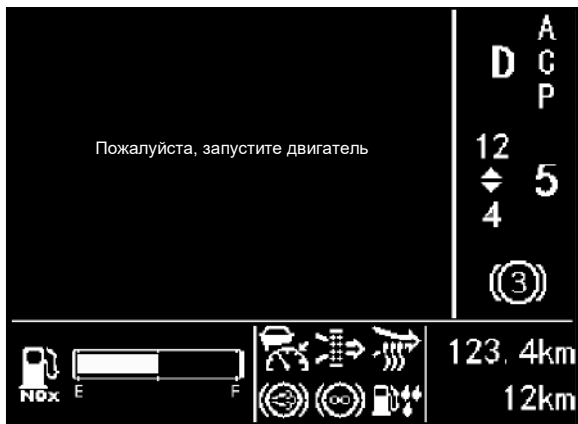 Пожалуйста, запустите двигатель
D
A
C
P
12
4
5
3
NOx
E
F
123. 4km
12km